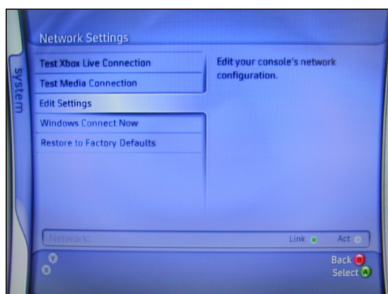 Network Settings
system
Test Xbox Live Connection
Test Media Connection
Edit Settings
Windows Connect Now
Restore to Factory Defaults
Edit your console's network
configuration.
Network:
Link
Act
Y
X
Back B
Select A